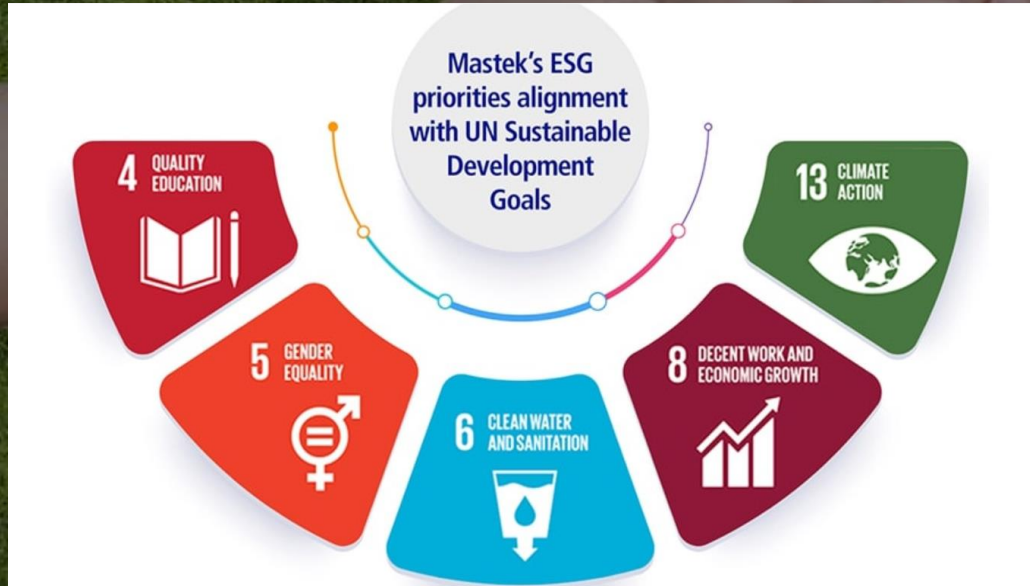 Mastek's ESG
priorities alignment
with UN Sustainable
Development
Goals
4 QUALITY
EDUCATION
5 GENDER
EQUALITY
6 CLEAN WATER
AND SANITATION
8 DECENT WORK AND
ECONOMIC GROWTH
13 CLIMATE
ACTION